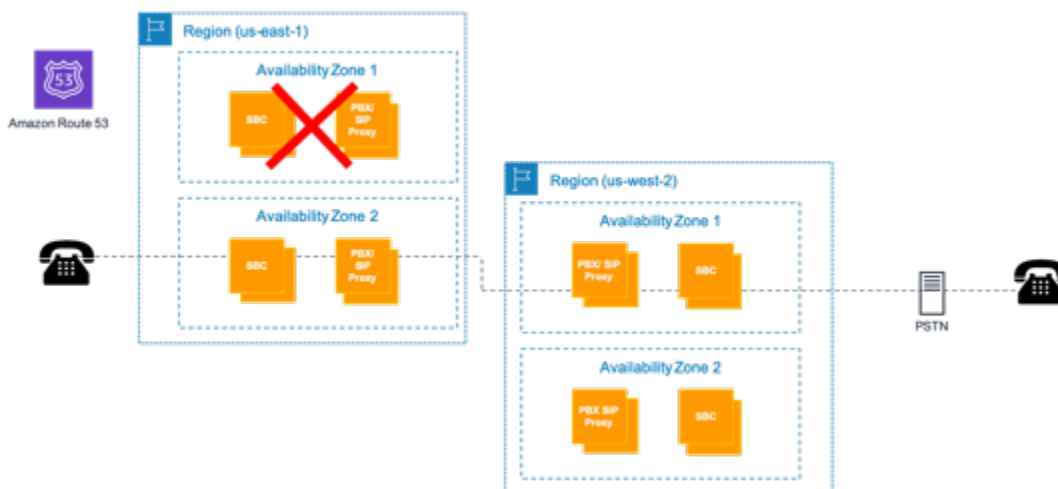 Region (us-east-1)
Availability Zone 1
53
SBC
PBX/
SIP
Proxy
Amazon Route 53
Availability Zone 2
SBC
PBX/
SIP
Proxy
Region (us-west-2)
Availability Zone 1
PBX/ SIP
Proxy
SBC
PSTN
Availability Zone 2
PBX SIP
Proxy
SBC